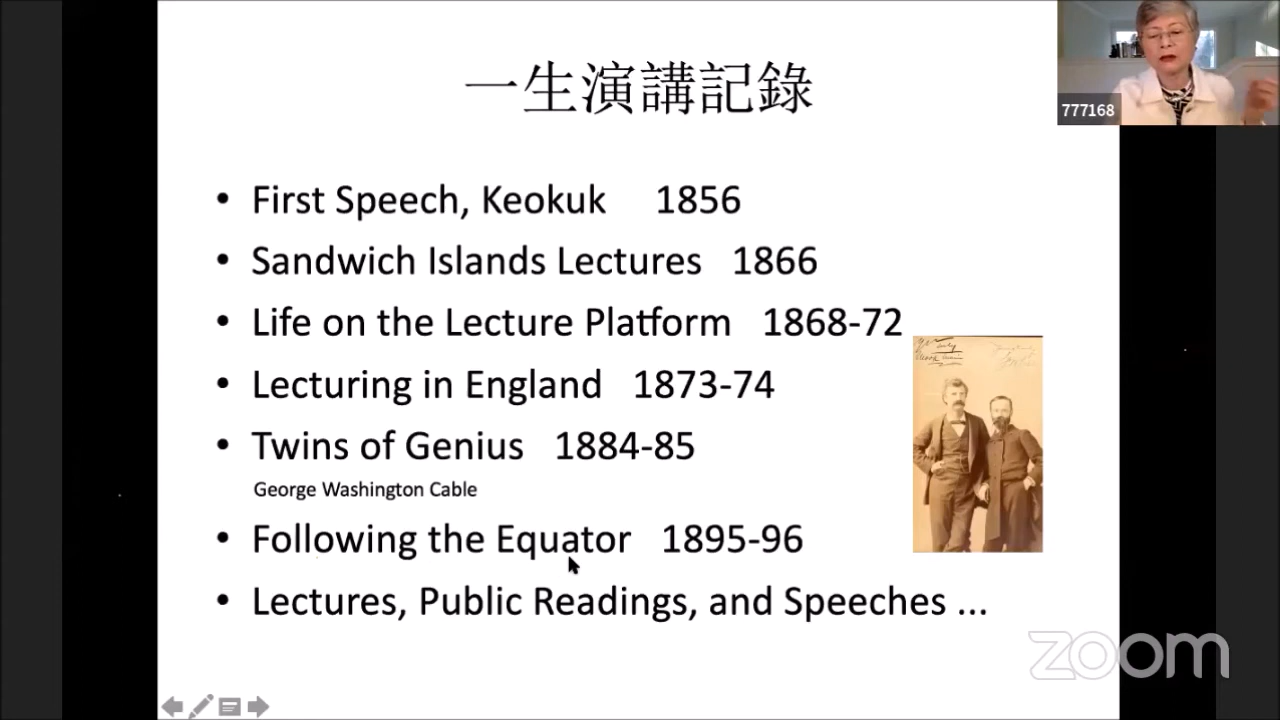 一生演講記錄
777168
• First Speech, Keokuk 1856
• Sandwich Islands Lectures 1866
• Life on the Lecture Platform 1868-72
• Lecturing in England 1873-74
• Twins of Genius 1884-85
George Washington Cable
• Following the Equator 1895-96
• Lectures, Public Readings, and Speeches ...
zoom